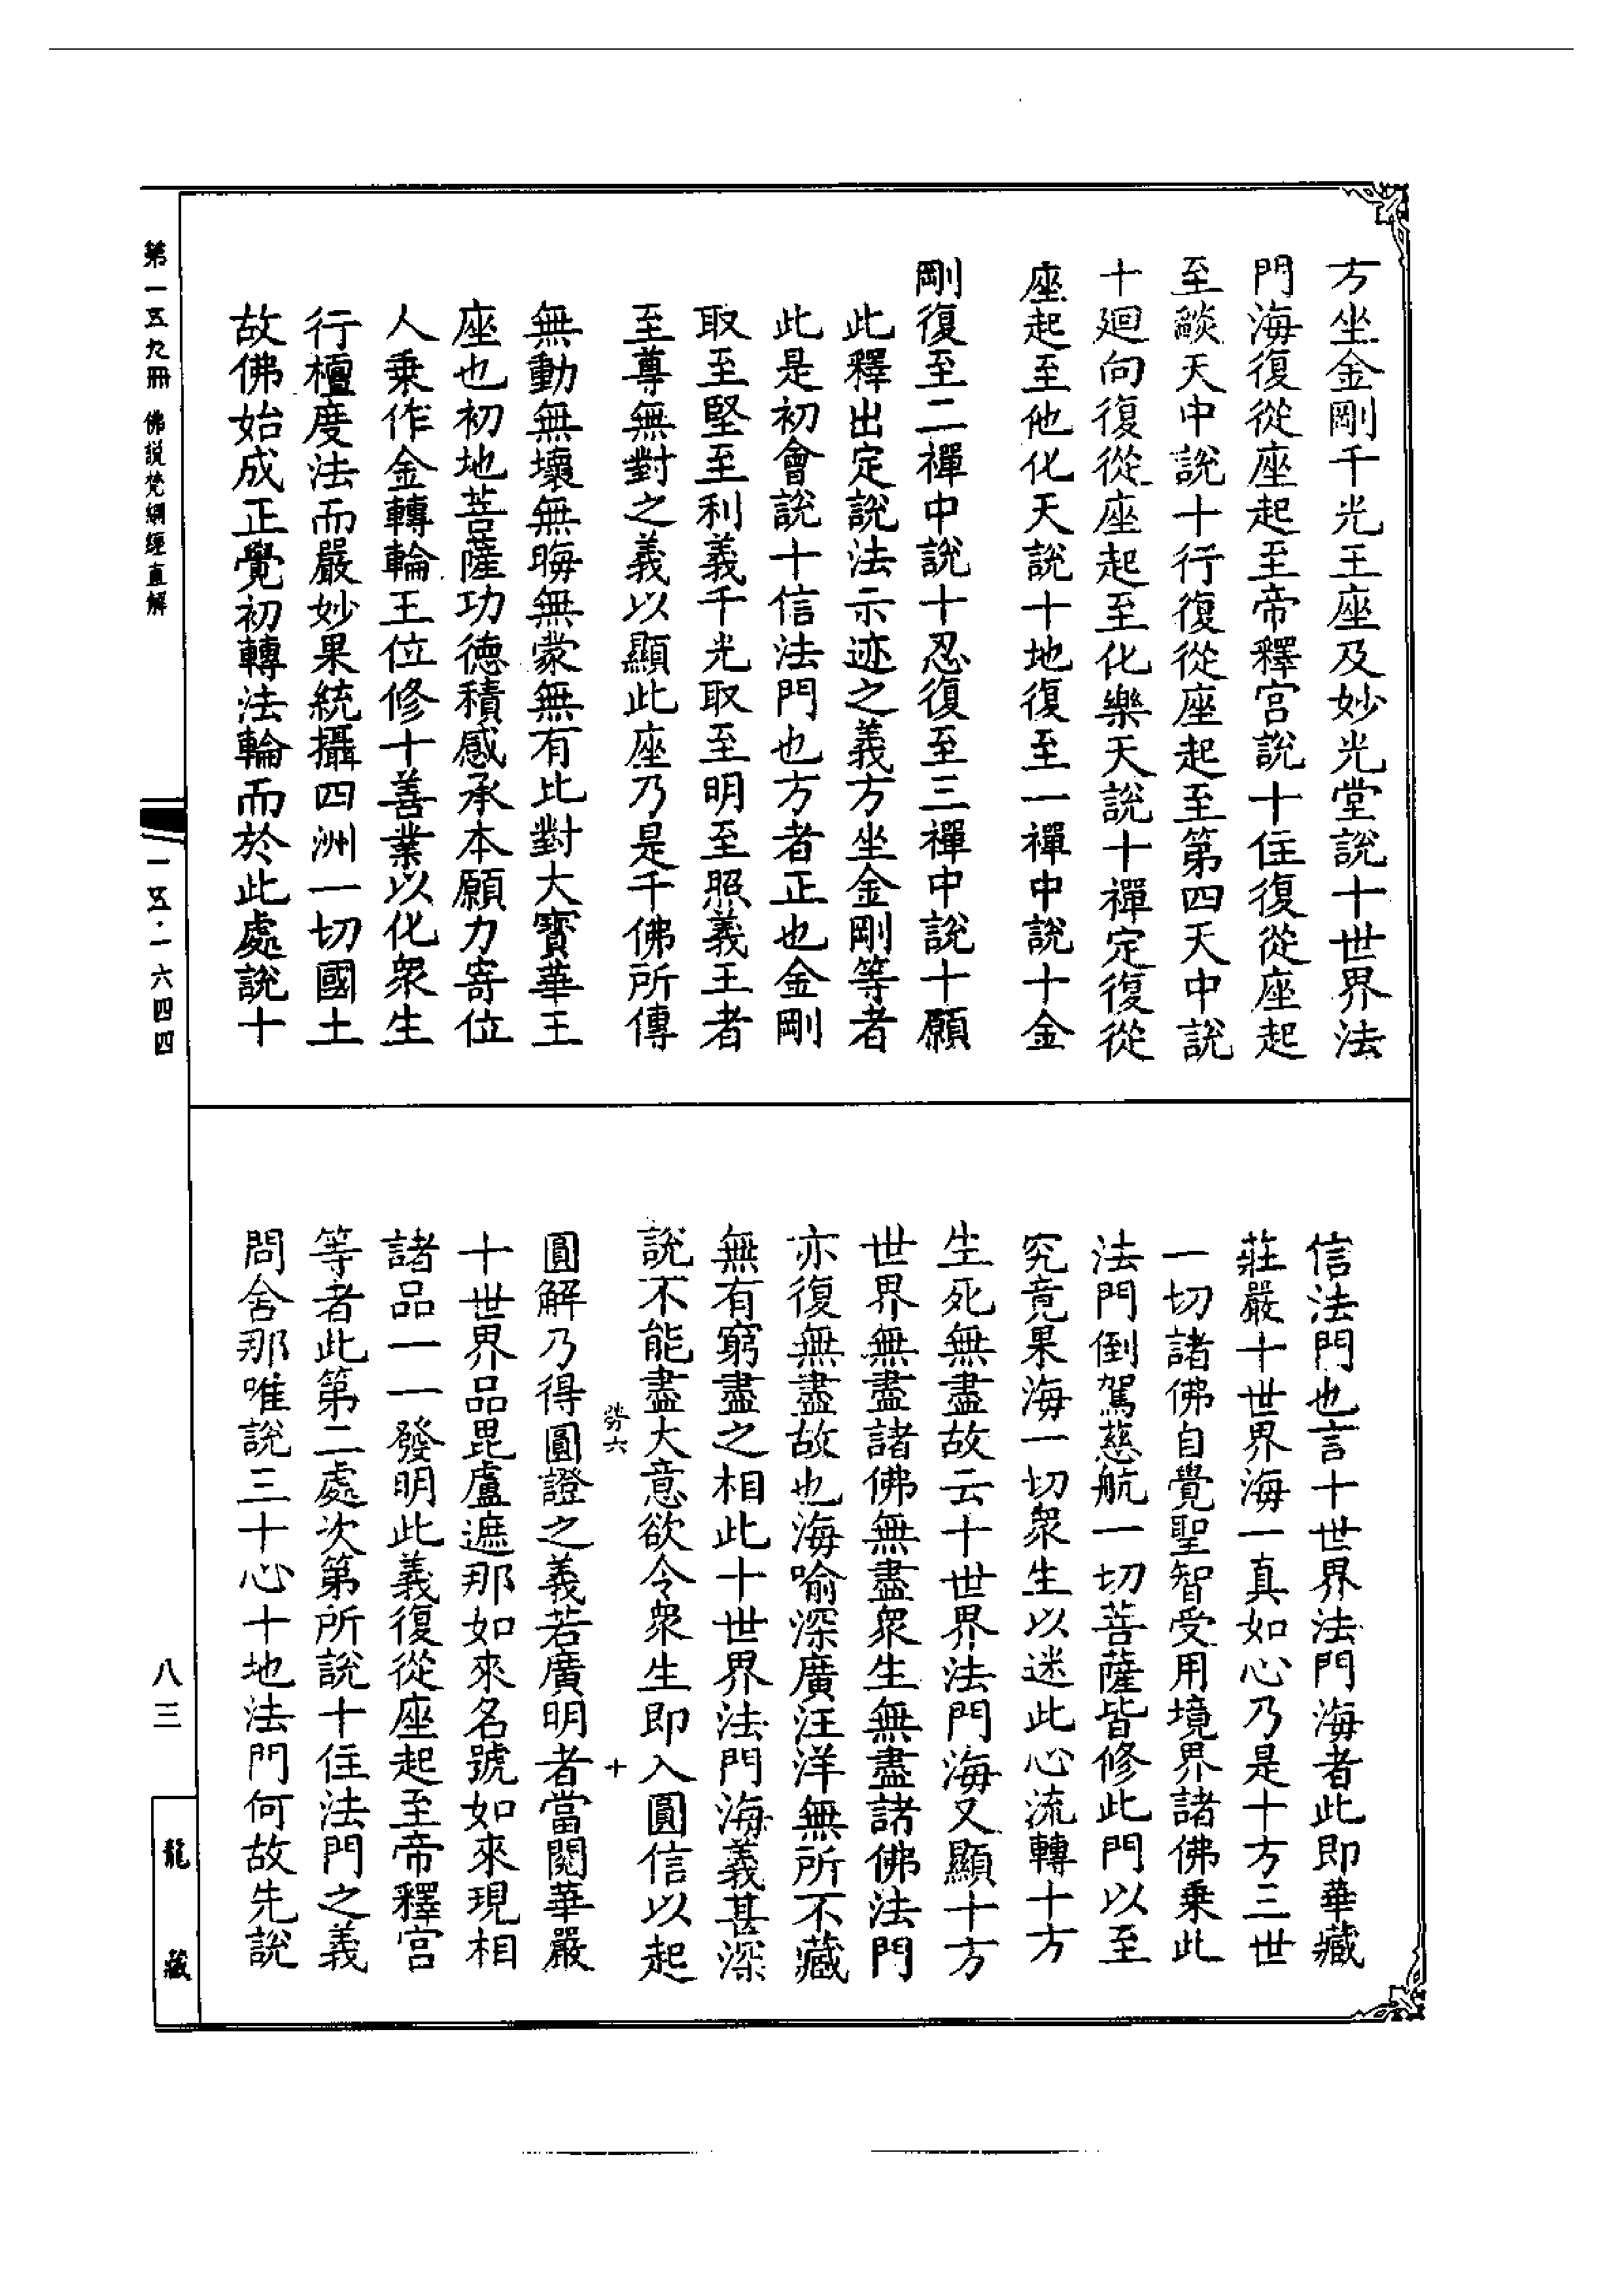 方坐金剛千光王座及妙光堂說十世界法
門海復從座起至帝釋宮說十住復從座起
至燄天中說十行復從座起至第四天中說
十廻向復從座起至化樂天說十禪定復從
座起至他化天說十地復至一禪中說十金
剛復至二禪中說十忍復至三禪中說十願
此釋出定說法示迹之義方坐金剛等者
此是初會說十信法門也方者正也金剛
取至堅至利義千光取至明至照義王者
至尊無對之義以顯此座乃是千佛所傳
無動無壞無晦無蒙無有比對大寶華王
座也初地菩薩功德積感承本願力寄位
人乗作金轉輪王位修十善業以化衆生
行檀度法而嚴妙果統攝四洲一切國土
故佛始成正覺初轉法輪而於此處說十
信法門也言十世界法門海者此即華藏
莊嚴十世界海一真如心乃是十方三世
一切諸佛自覺聖智受用境界諸佛乗此
法門倒駕慈航一切菩薩皆修此門以至
究竟果海一切衆生以迷此心流轉十方
生死無盡故云十世界法門海又顯十方
世界無盡諸佛無盡衆生無盡諸佛法門
亦復無盡故也海喻深廣汪洋無所不藏
無有窮盡之相此十世界法門海義甚深
說不能盡大意欲令衆生即入圓信以起
勞六 十
圓解乃得圓證之義若廣明者當閱華嚴
十世界品毘盧遮那如來名號如來現相
諸品一一發明此義復從座起至帝釋宮
等者此第二處次第所說十住法門之義
問舍那唯說三十心十地法門何故先說
第一五九冊 佛說梵網經直解
一五·一六四四
八三
龍藏